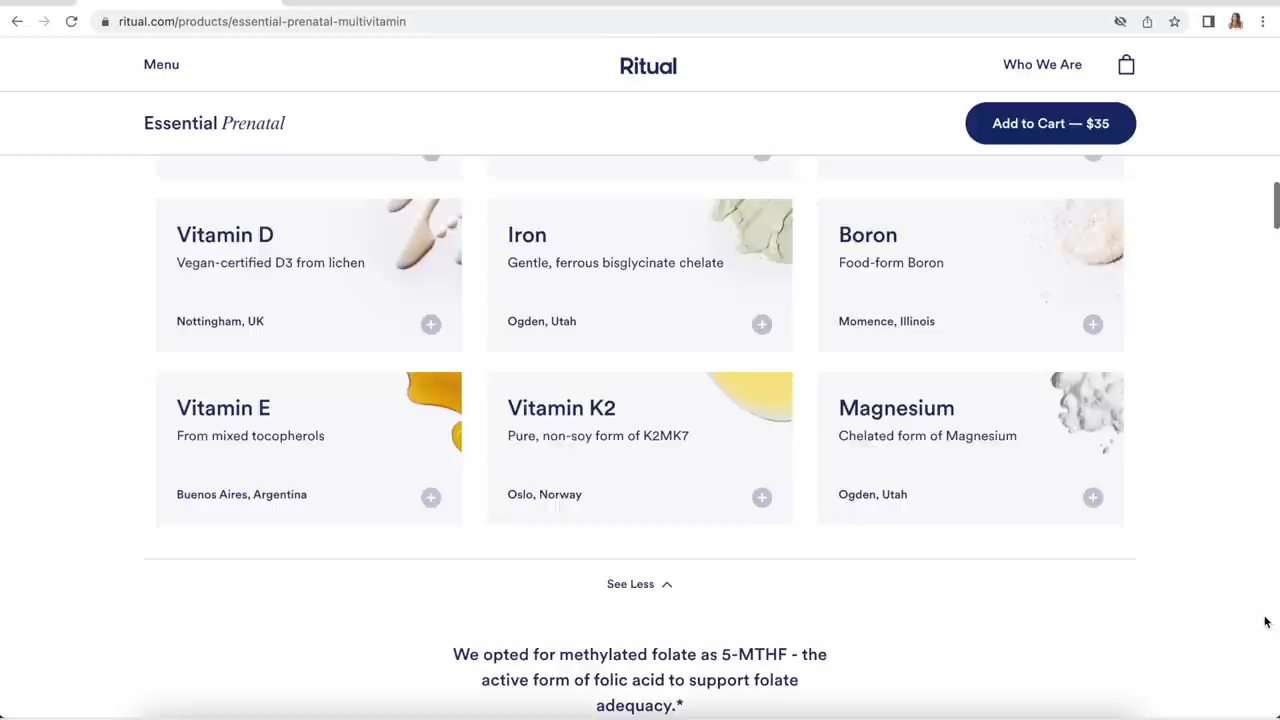 ritual.com/products/essential-prenatal-multivitamin
Menu
Ritual
Who We Are
Essential Prenatal
Add to Cart — $35
Vitamin D
Vegan-certified D3 from lichen
Nottingham, UK
Iron
Gentle, ferrous bisglycinate chelate
Ogden, Utah
Boron
Food-form Boron
Momence, Illinois
Vitamin E
From mixed tocopherols
Buenos Aires, Argentina
Vitamin K2
Pure, non-soy form of K2MK7
Oslo, Norway
Magnesium
Chelated form of Magnesium
Ogden, Utah
See Less
We opted for methylated folate as 5-MTHF - the
active form of folic acid to support folate
adequacy.*